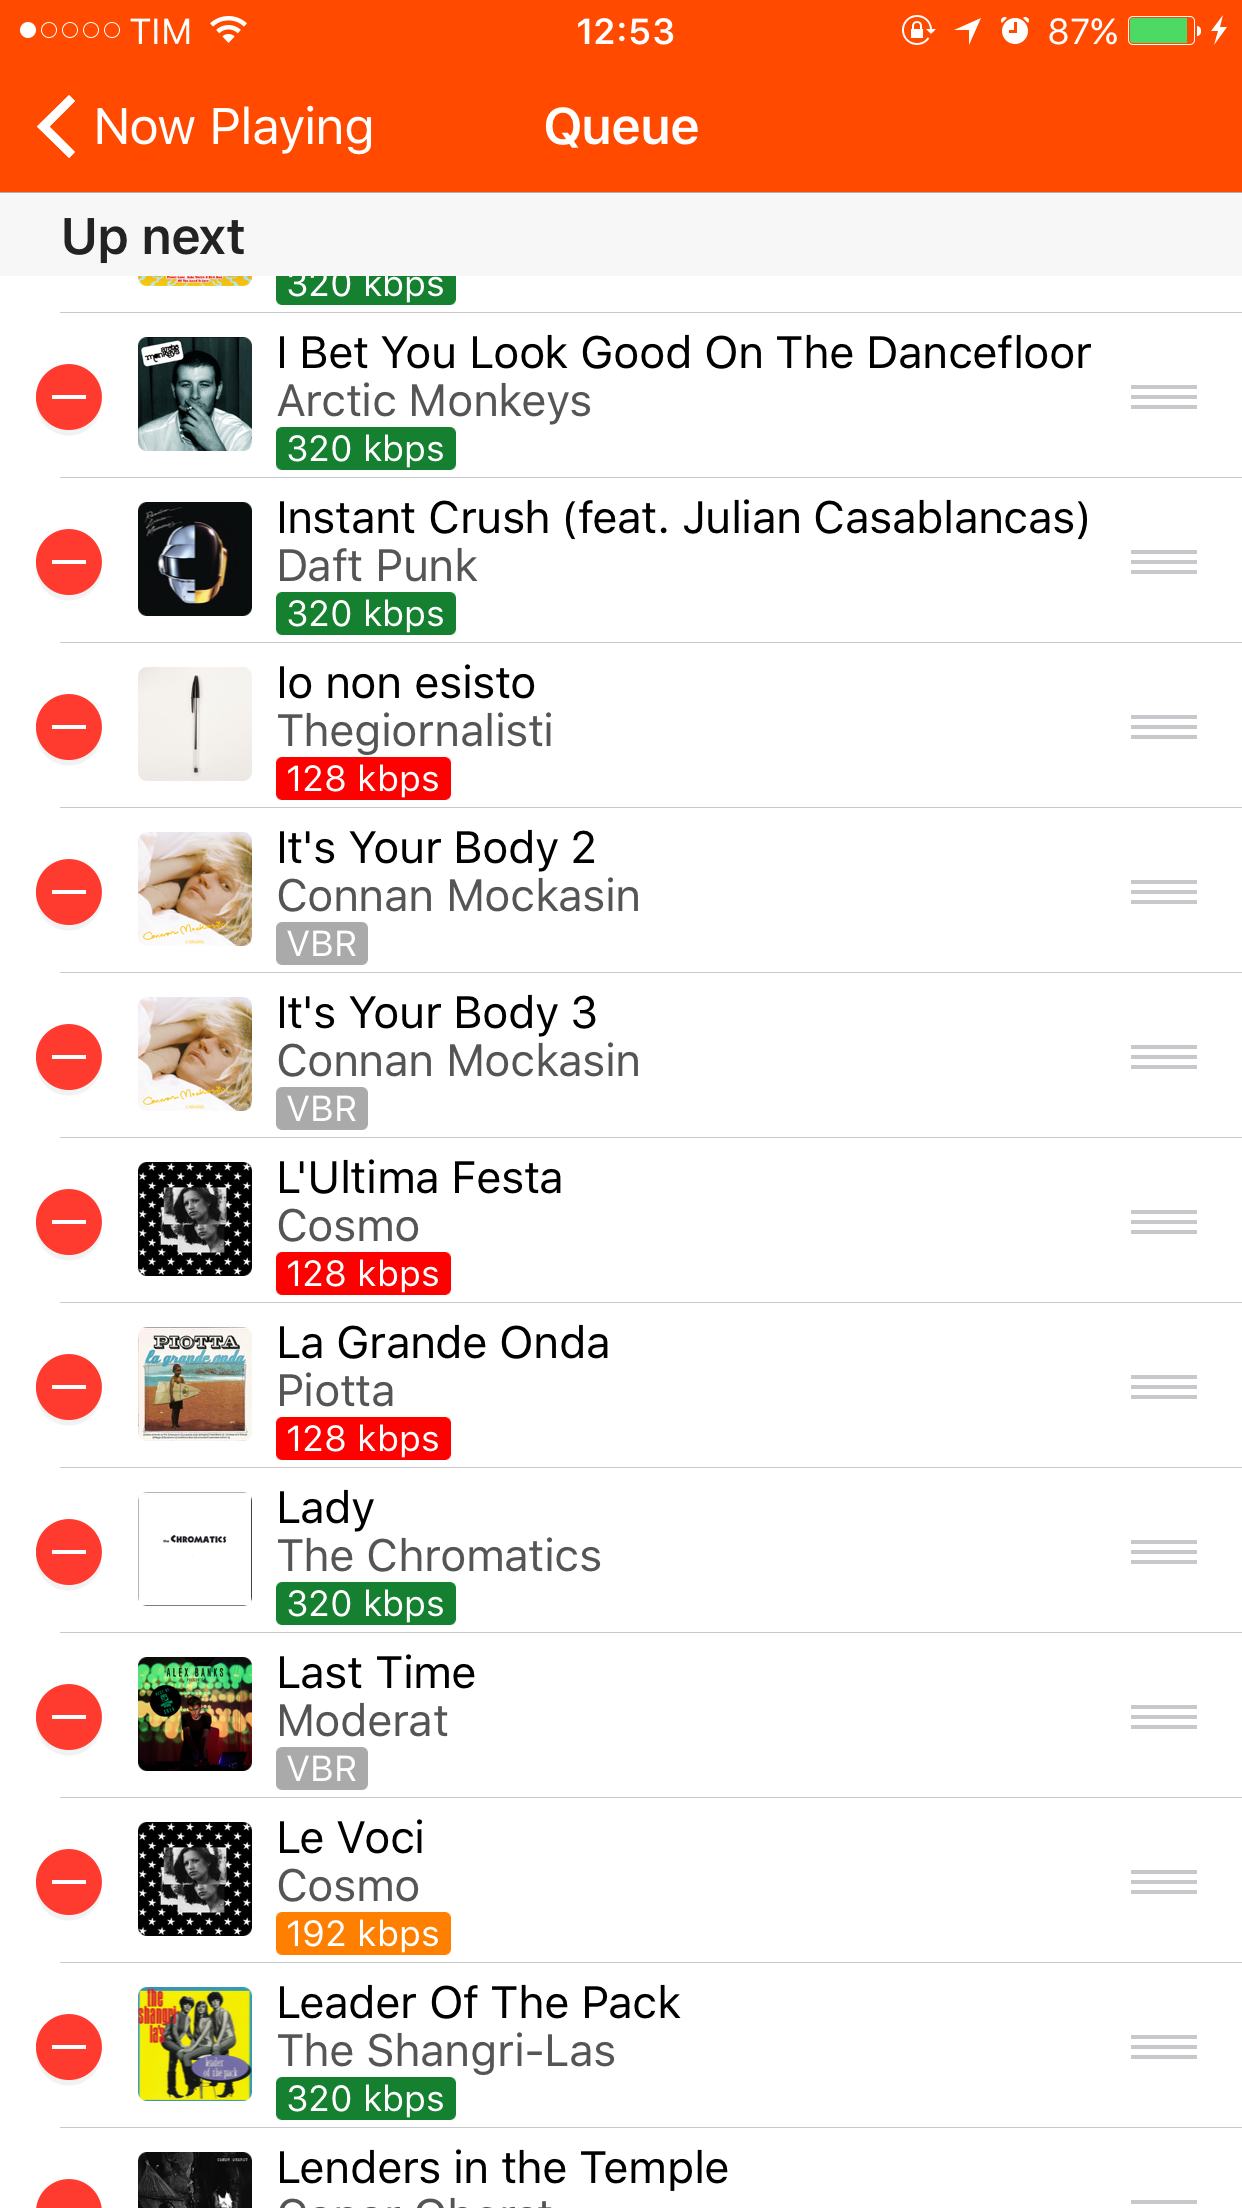 TIM
12:53
87%
Now Playing
Queue
Up next
320 kbps
I Bet You Look Good On The Dancefloor
Arctic Monkeys
320 kbps
Instant Crush (feat. Julian Casablancas)
Daft Punk
320 kbps
Io non esisto
Thegiornalisti
128 kbps
It's Your Body 2
Connan Mockasin
VBR
It's Your Body 3
Connan Mockasin
VBR
L'Ultima Festa
Cosmo
128 kbps
PIOTTA
la grande onda
La Grande Onda
Piotta
128 kbps
the CHROMATICS
Lady
The Chromatics
320 kbps
ALEX BANKS
Last Time
Moderat
VBR
Le Voci
Cosmo
192 kbps
the
shangri
la's
leader
of the pack
Leader Of The Pack
The Shangri-Las
320 kbps
Lenders in the Temple